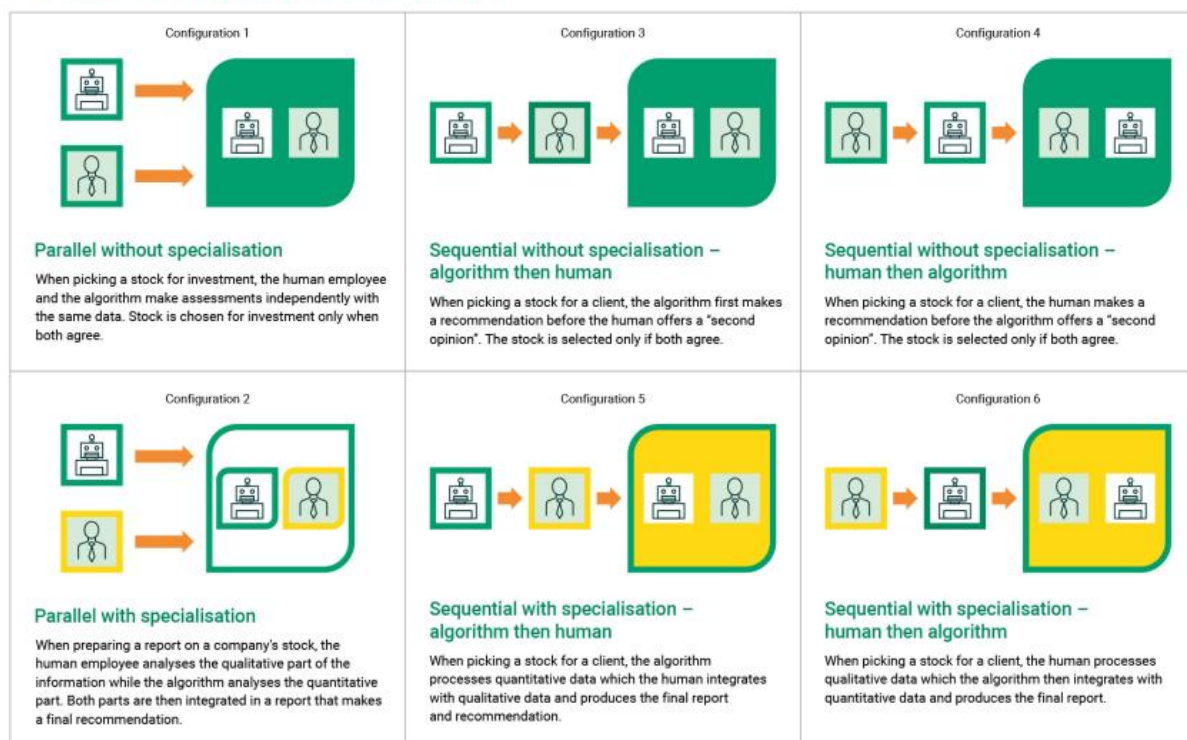 Configuration 1
Parallel without specialisation
When picking a stock for investment, the human employee
and the algorithm make assessments independently with
the same data. Stock is chosen for investment only when
both agree.
Configuration 3
Sequential without specialisation –
algorithm then human
When picking a stock for a client, the algorithm first makes
a recommendation before the human offers a “second
opinion”. The stock is selected only if both agree.
Configuration 4
Sequential without specialisation –
human then algorithm
When picking a stock for a client, the human makes a
recommendation before the algorithm offers a “second
opinion”. The stock is selected only if both agree.
Configuration 2
Parallel with specialisation
When preparing a report on a company's stock, the
human employee analyses the qualitative part of the
information while the algorithm analyses the quantitative
part. Both parts are then integrated in a report that makes
a final recommendation.
Configuration 5
Sequential with specialisation –
algorithm then human
When picking a stock for a client, the algorithm
processes quantitative data which the human integrates
with qualitative data and produces the final report
and recommendation.
Configuration 6
Sequential with specialisation –
human then algorithm
When picking a stock for a client, the human processes
qualitative data which the algorithm then integrates with
quantitative data and produces the final report.